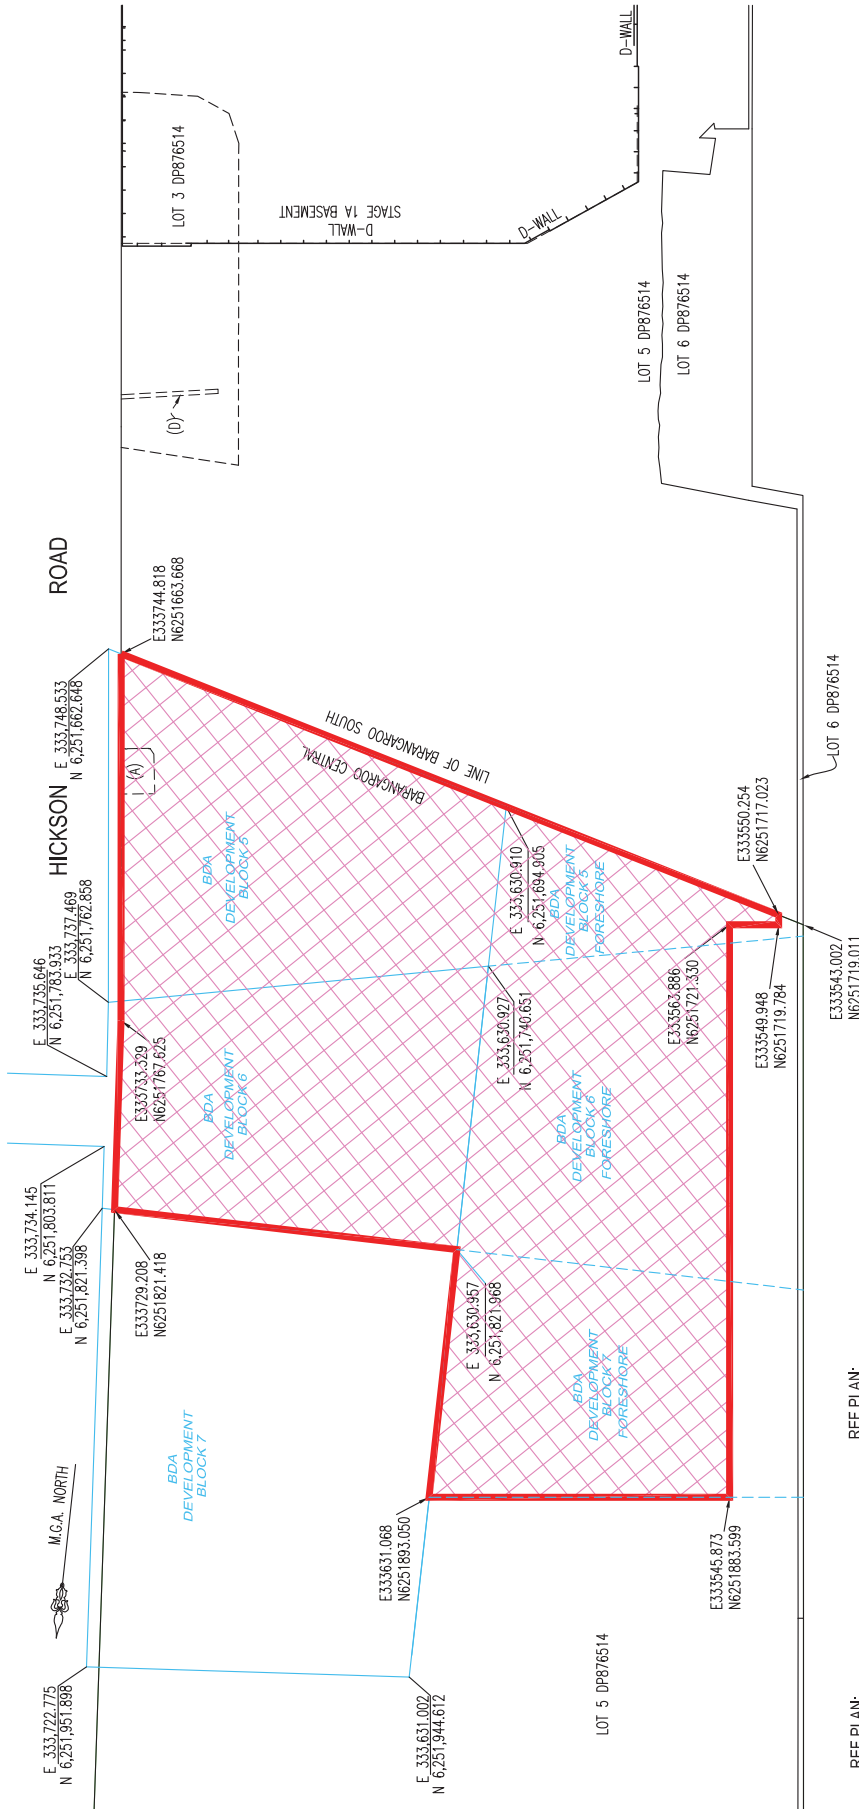 D-WALL
LOT 3 DP876514
D-WALL
STAGE 1A BASEMENT
D-WALL
LOT 5 DP876514
LOT 6 DP876514
(D)
HICKSON ROAD
E333744.818
N6251663.668
E 333,748.533
N 6,251,662.648
(A)
LINE OF BARANGAROO SOUTH
BARANGAROO CENTRAL
LOT 6 DP876514
BDA
DEVELOPMENT
BLOCK 5
E 333,737.469
N 6,251,762.858
E 333,735.646
N 6,251,783.933
E 333,630.910
N 6,251,694.905
BDA
DEVELOPMENT
BLOCK 5
FORESHORE
E333550.254
N6251717.023
E333543.002
N6251719.011
E333549.948
N6251719.784
E333563.886
N6251721.330
E 333,630.927
N 6,251,740.651
E333733.329
N6251767.625
BDA
DEVELOPMENT
BLOCK 6
BDA
DEVELOPMENT
BLOCK 6
FORESHORE
E 333,734.145
N 6,251,803.811
E 333,732.753
N 6,251,821.398
E333729.208
N6251821.418
E 333,630.957
N 6,251,821.968
BDA
DEVELOPMENT
BLOCK 7
FORESHORE
BDA
DEVELOPMENT
BLOCK 7
M.G.A. NORTH
E333631.068
N6251893.050
E333545.873
N6251883.599
E 333,722.775
N 6,251,951.898
E 333,631.002
N 6,251,944.612
LOT 5 DP876514
REF PLAN:
REF PLAN: